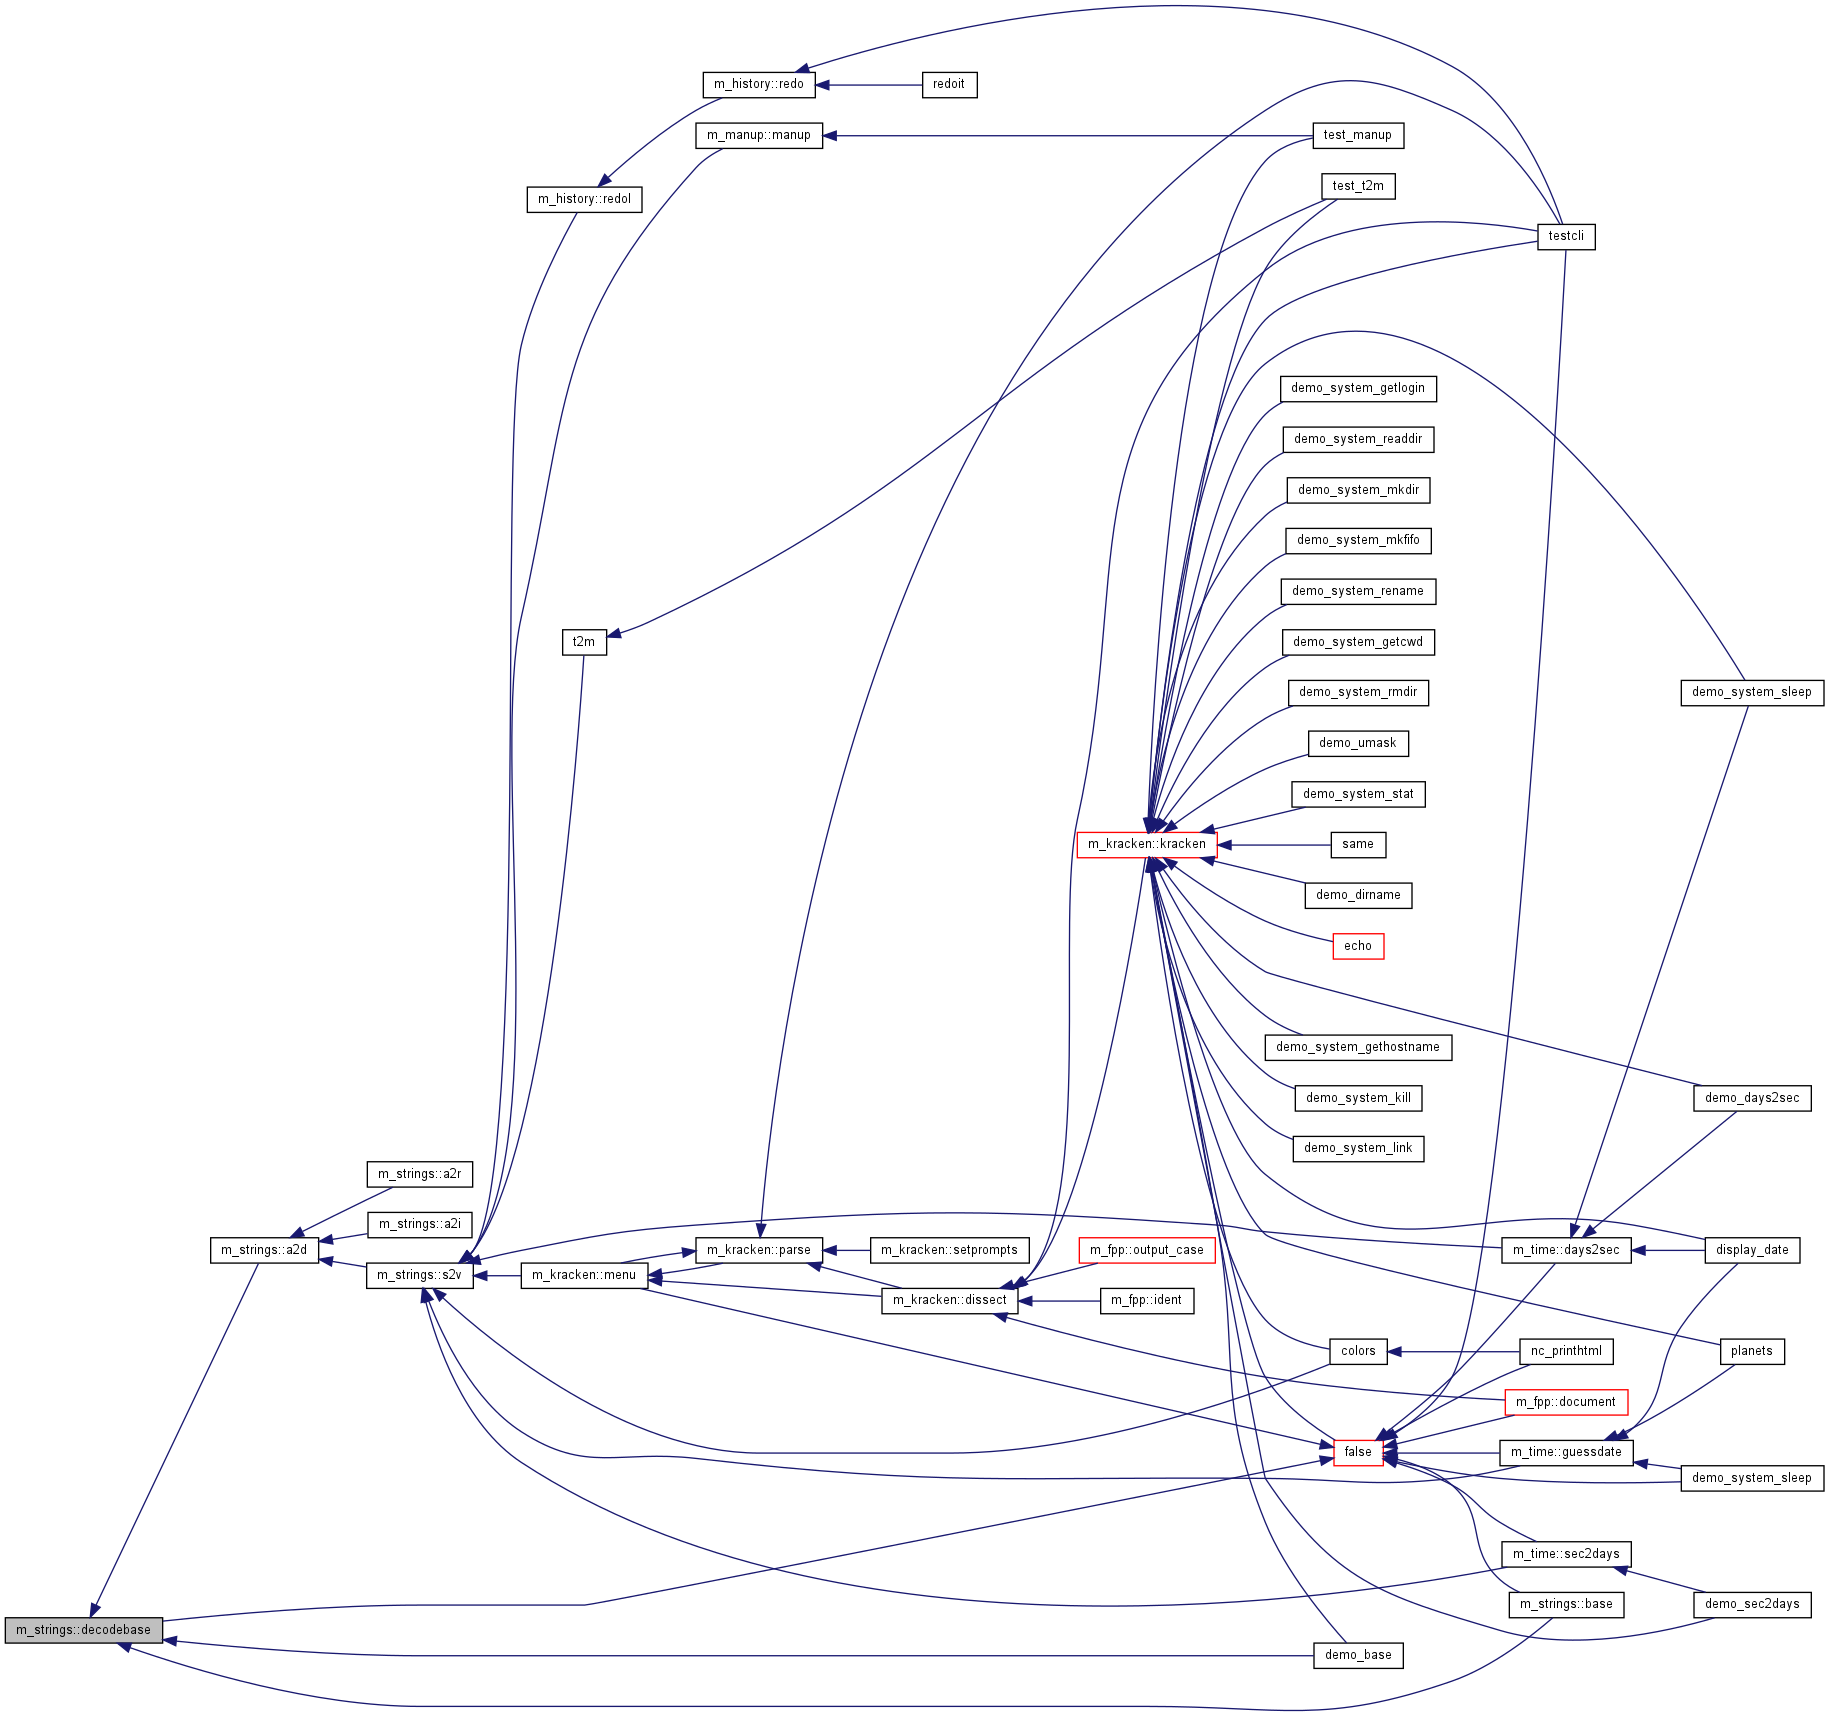 m_history::redo
redoit
m_manup::manup
test_manup
test_t2m
m_history::redol
testcli
demo_system_getlogin
demo_system_readdir
demo_system_mkdir
demo_system_mkfifo
demo_system_rename
t2m
demo_system_getcwd
demo_system_rmdir
demo_system_sleep
demo_umask
demo_system_stat
m_kracken::kracken
same
demo_dirname
echo
demo_system_gethostname
demo_system_kill
demo_days2sec
demo_system_link
m_strings::a2r
m_strings::a2i
m_strings::a2d
m_kracken::parse
m_kracken::setprompts
m_fpp::output_case
m_time::days2sec
display_date
m_strings::s2v
m_kracken::menu
m_kracken::dissect
m_fpp::ident
colors
nc_printhtml
planets
m_fpp::document
false
m_time::guessdate
demo_system_sleep
m_time::sec2days
m_strings::base
demo_sec2days
m_strings::decodebase
demo_base